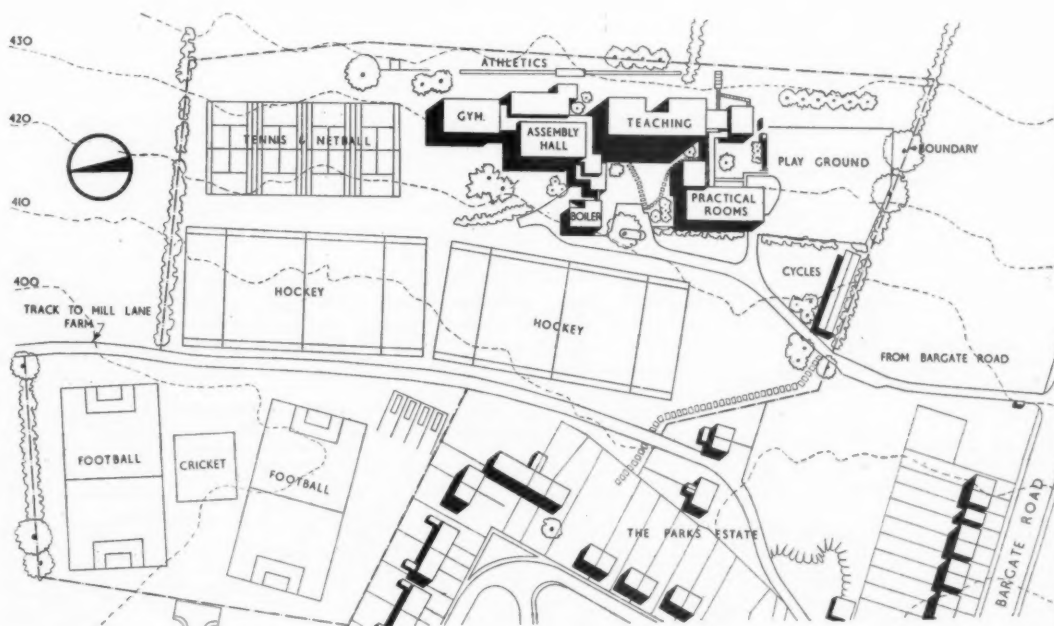 430
ATHLETICS
GYM.
TEACHING
420
TENNIS & NETBALL
ASSEMBLY
HALL
BOUNDARY
PLAY GROUND
410
PRACTICAL
ROOMS
BOILER
CYCLES
400
HOCKEY
TRACK TO MILL LANE
FARM
HOCKEY
FROM BARGATE ROAD
FOOTBALL
CRICKET
FOOTBALL
THE PARKS ESTATE
BARGATE ROAD